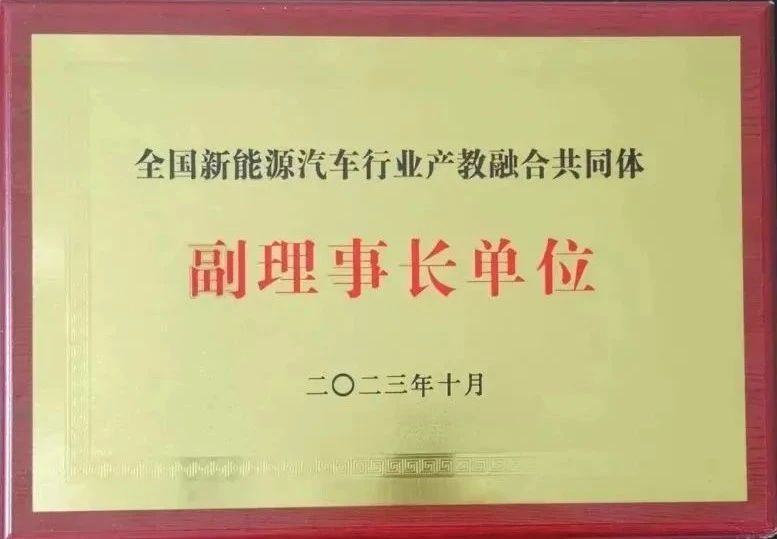 全国新能源汽车行业产教融合共同体
副理事长单位
二〇二三年十月